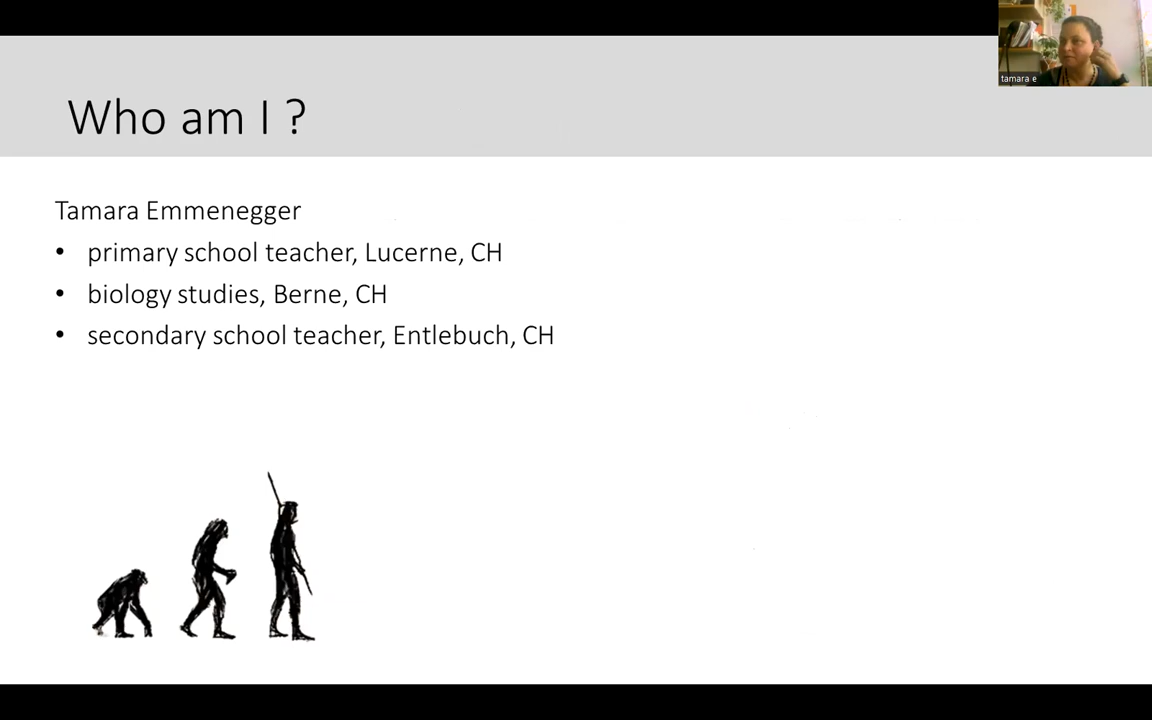 tamara e
Who am I ?
Tamara Emmenegger
• primary school teacher, Lucerne, CH
• biology studies, Berne, CH
• secondary school teacher, Entlebuch, CH